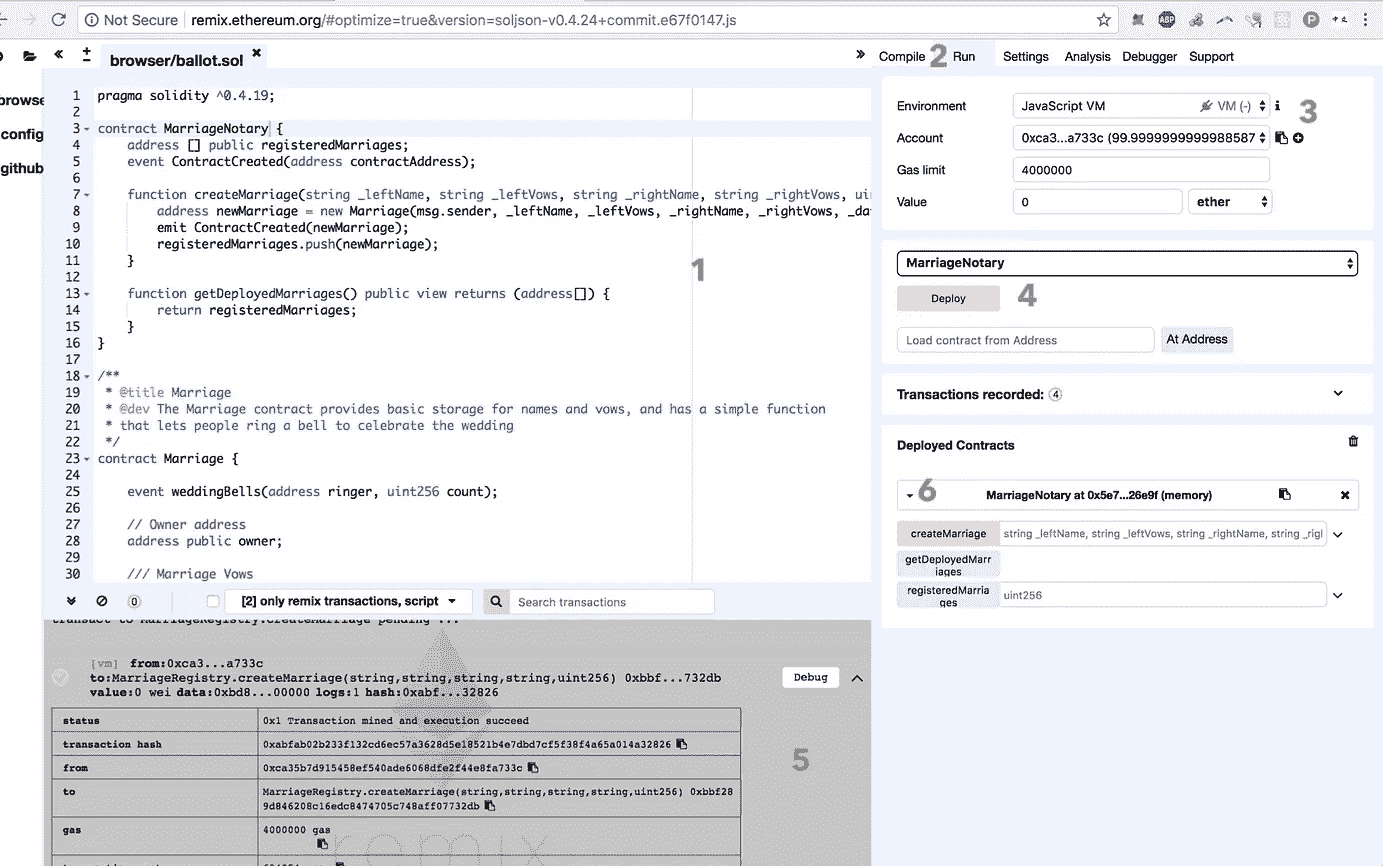 Not Secure remix.ethereum.org/#optimize=true&version=soljson-v0.4.24+commit.e67f0147.js
browser/ballot.sol
browse
config
github
1 pragma solidity ^0.4.19;
2
3 contract MarriageNotary {
4 address [] public registeredMarriages;
5 event ContractCreated(address contractAddress);
6
7 function createMarriage(string _leftName, string _leftVows, string _rightName, string _rightVows, uin
8 address newMarriage = new Marriage(msg.sender, _leftName, _leftVows, _rightName, _rightVows, _da
9 emit ContractCreated(newMarriage);
10 registeredMarriages.push(newMarriage);
11 }
12
13 function getDeployedMarriages() public view returns (address[]) {
14 return registeredMarriages;
15 }
16 }
17
18 /**
19 * @title Marriage
20 * @dev The Marriage contract provides basic storage for names and vows, and has a simple function
21 * that lets people ring a bell to celebrate the wedding
22 */
23 contract Marriage {
24
25 event weddingBells(address ringer, uint256 count);
26
27 // Owner address
28 address public owner;
29
30 /// Marriage Vows
1
0 [2] only remix transactions, script Search transactions
transact to MarriageRegistry.createMarriage pending ...
[vm] from:0xca3...a733c
to:MarriageRegistry.createMarriage(string,string,string,string,uint256) 0xbbf...732db
value:0 wei data:0xbd8...00000 logs:1 hash:0xabf...32826
Debug
status 0x1 Transaction mined and execution succeed
transaction hash 0xabfab02b233f132cd6ec57a3628d5e18521b4e7dbd7cf5f38f4a65a014a32826
from 0xca35b7d915458ef540ade6068dfe2f44e8fa733c
to MarriageRegistry.createMarriage(string,string,string,string,uint256) 0xbbf28
9d846208c16edc8474705c748aff07732db
gas 4000000 gas
remix
5
Compile 2 Run Settings Analysis Debugger Support
Environment JavaScript VM VM (-) i
3
Account 0xca3...a733c (99.9999999999988587
Gas limit 4000000
Value 0 ether
MarriageNotary
Deploy 4
Load contract from Address At Address
Transactions recorded: 4
Deployed Contracts
6 MarriageNotary at 0x5e7...26e9f (memory)
createMarriage string _leftName, string _leftVows, string _rightName, string _rigl
getDeployedMarr
iages
registeredMarria
ges uint256